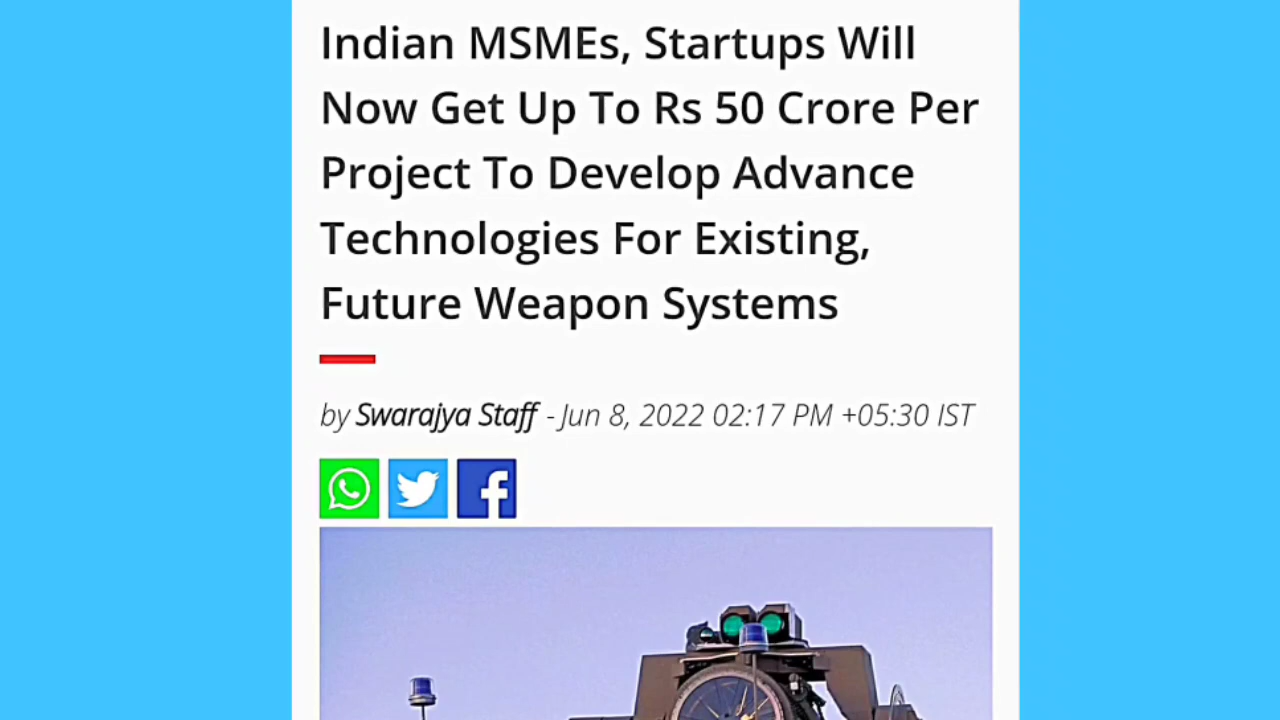 Indian MSMEs, Startups Will
Now Get Up To Rs 50 Crore Per
Project To Develop Advance
Technologies For Existing,
Future Weapon Systems
by Swarajya Staff - Jun 8, 2022 02:17 PM +05:30 IST